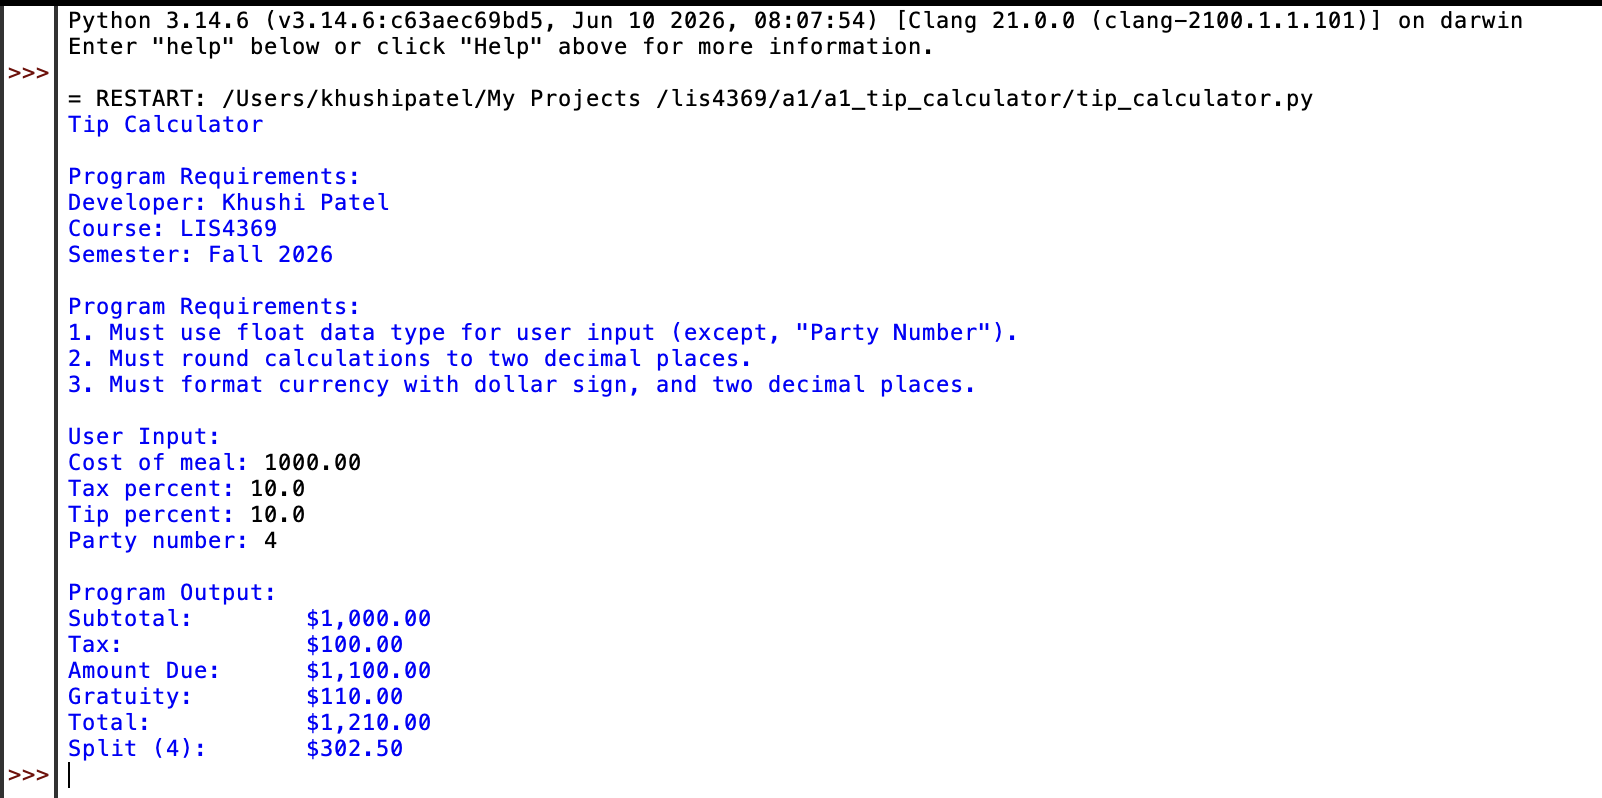 Python 3.14.6 (v3.14.6:c63aec69bd5, Jun 10 2026, 08:07:54) [Clang 21.0.0 (clang-2100.1.1.101)] on darwin
Enter "help" below or click "Help" above for more information.
>>>
= RESTART: /Users/khushipatel/My Projects /lis4369/a1/a1_tip_calculator/tip_calculator.py
Tip Calculator
Program Requirements:
Developer: Khushi Patel
Course: LIS4369
Semester: Fall 2026
Program Requirements:
1. Must use float data type for user input (except, "Party Number").
2. Must round calculations to two decimal places.
3. Must format currency with dollar sign, and two decimal places.
User Input:
Cost of meal: 1000.00
Tax percent: 10.0
Tip percent: 10.0
Party number: 4
Program Output:
Subtotal: $1,000.00
Tax: $100.00
Amount Due: $1,100.00
Gratuity: $110.00
Total: $1,210.00
Split (4): $302.50
>>>